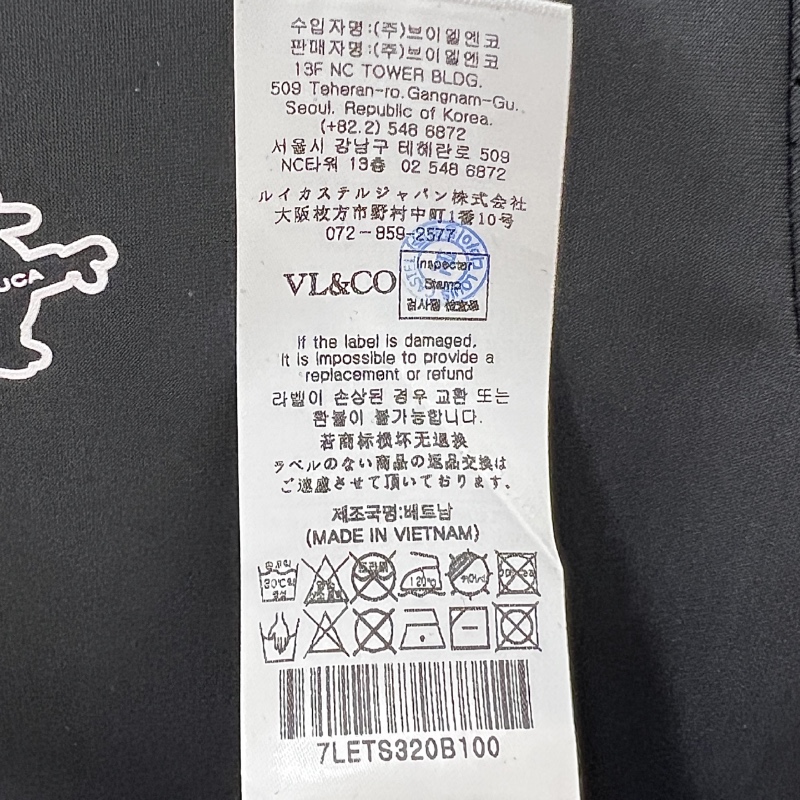 수입자명:(주)브이엘엔코
판매자명:(주)브이엘엔코
13F NC TOWER BLDG.
509 Teheran-ro.Gangnam-Gu.
Seoul. Republic of Korea.
(+82.2) 548 6872
서울시 강남구 테헤란로 509
NC타워 13층 02 548 6872
ルイカステルジャパン株式会社
大阪枚方市野村中町1番10号
072-859-2577
VL&CO
Inspector
Stamp
검사필 検査済
If the label is damaged,
it is impossible to provide a
replacement or refund
라벨이 손상된 경우 교환 또는
환불이 불가능합니다.
若商标损坏无退换
ラベルのない商品の返品交換は
ご遠慮させて頂いております。
제조국명:베트남
(MADE IN VIETNAM)
30℃
중성
120℃
7LETS320B100
UCA